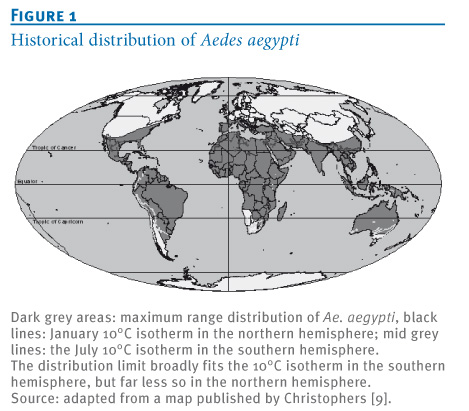 FIGURE 1
Historical distribution of Aedes aegypti
Tropic of Cancer
Equator
Tropic of Capricorn
Dark grey areas: maximum range distribution of Ae. aegypti, black
lines: January 10°C isotherm in the northern hemisphere; mid grey
lines: the July 10°C isotherm in the southern hemisphere.
The distribution limit broadly fits the 10°C isotherm in the southern
hemisphere, but far less so in the northern hemisphere.
Source: adapted from a map published by Christophers [9].